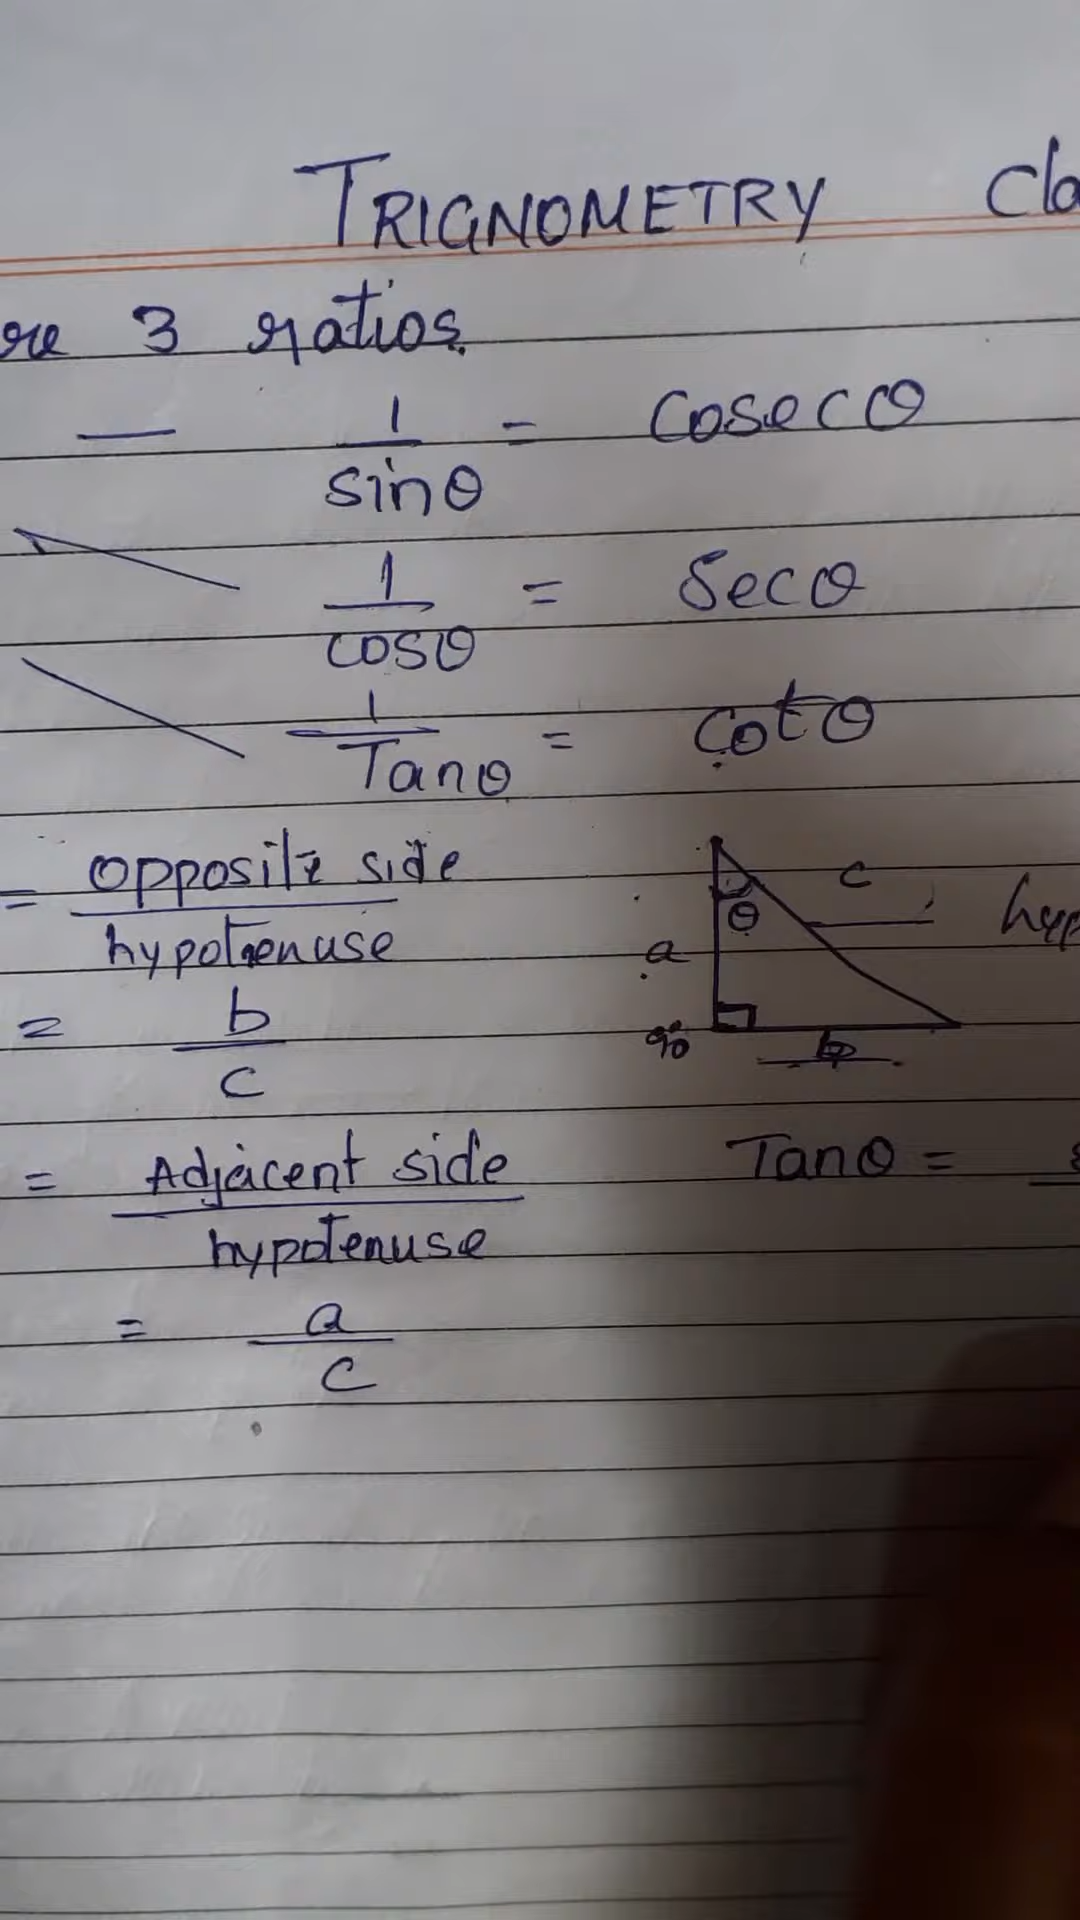 TRIGNOMETRY
3 ratios.
1/sinθ = cosecθ
1/cosθ = Secθ
1/Tanθ = cotθ
= opposite side
hypotenuse
c
θ
a
= b/c
90°
b
= Adjacent side
hypotenuse
Tanθ =
= a/c